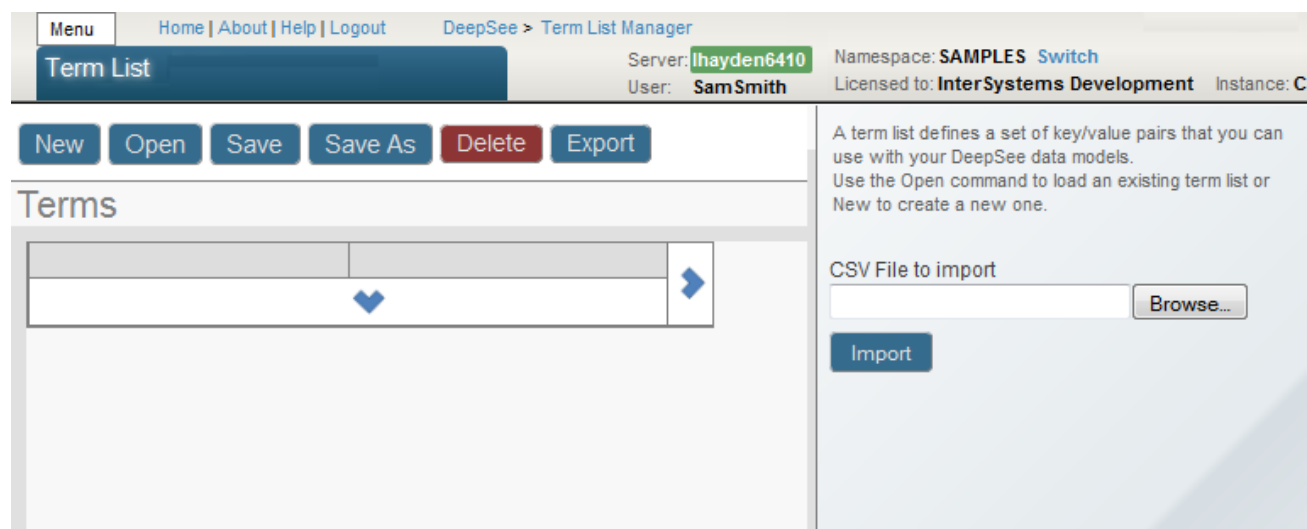 Menu Home | About | Help | Logout DeepSee > Term List Manager
Term List
Server: lhayden6410 Namespace: SAMPLES Switch
User: Sam Smith Licensed to: InterSystems Development Instance: C
New Open Save Save As Delete Export
Terms
A term list defines a set of key/value pairs that you can
use with your DeepSee data models.
Use the Open command to load an existing term list or
New to create a new one.
CSV File to import
Browse...
Import